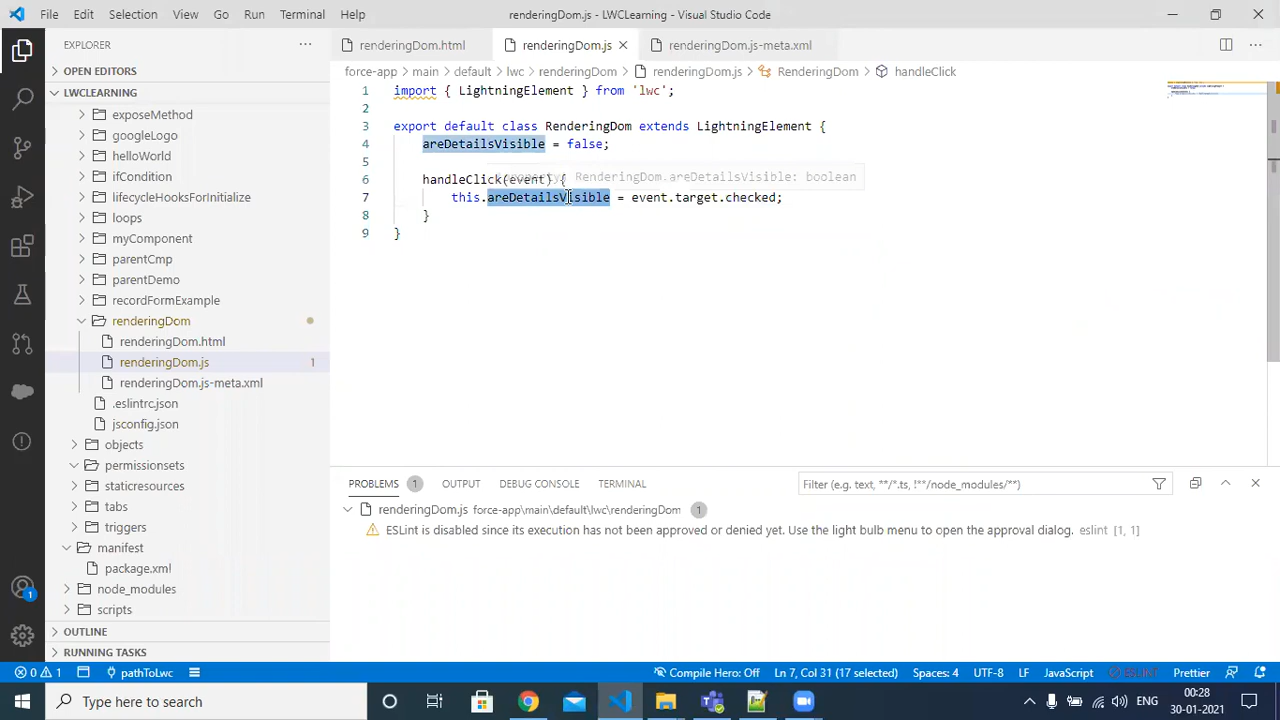 File Edit Selection View Go Run Terminal Help renderingDom.js - LWCLearning - Visual Studio Code
EXPLORER
OPEN EDITORS
LWCLEARNING
exposeMethod
googleLogo
helloWorld
ifCondition
lifecycleHooksForInitialize
loops
myComponent
parentCmp
parentDemo
recordFormExample
renderingDom
renderingDom.html
renderingDom.js 1
renderingDom.js-meta.xml
.eslintrc.json
jsconfig.json
objects
permissionsets
staticresources
tabs
triggers
manifest
package.xml
node_modules
scripts
OUTLINE
RUNNING TASKS
renderingDom.html renderingDom.js renderingDom.js-meta.xml
force-app > main > default > lwc > renderingDom > renderingDom.js > RenderingDom > handleClick
1 import { LightningElement } from 'lwc';
2
3 export default class RenderingDom extends LightningElement {
4 areDetailsVisible = false;
5
6 handleClick(event) {
RenderingDom.areDetailsVisible: boolean
7 this.areDetailsVisible = event.target.checked;
8 }
9 }
PROBLEMS 1 OUTPUT DEBUG CONSOLE TERMINAL Filter (e.g. text, **/*.ts, !**/node_modules/**)
renderingDom.js force-app\main\default\lwc\renderingDom 1
ESLint is disabled since its execution has not been approved or denied yet. Use the light bulb menu to open the approval dialog. eslint [1, 1]
1
0 1 pathToLwc Compile Hero: Off Ln 7, Col 31 (17 selected) Spaces: 4 UTF-8 LF JavaScript ESLINT Prettier
Type here to search ENG 00:28
30-01-2021